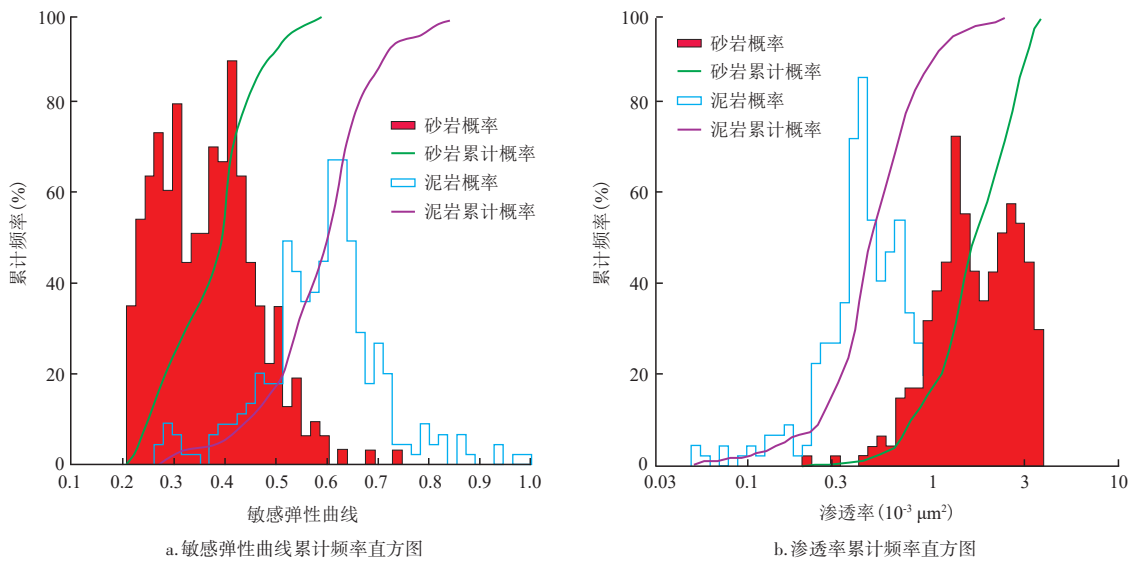 100
80
60
40
20
0
累计频率(%)
0.1
0.2
0.3
0.4
0.5
0.6
0.7
0.8
0.9
1.0
敏感弹性曲线
砂岩概率
砂岩累计概率
泥岩概率
泥岩累计概率
a.敏感弹性曲线累计频率直方图
100
80
60
40
20
0
累计频率(%)
砂岩概率
砂岩累计概率
泥岩概率
泥岩累计概率
0.03
0.1
0.3
1
3
10
渗透率(10⁻³ μm²)
b.渗透率累计频率直方图